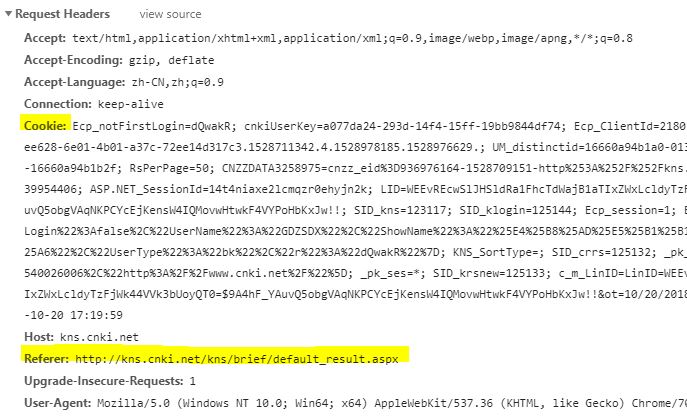 Request Headers view source
Accept: text/html,application/xhtml+xml,application/xml;q=0.9,image/webp,image/apng,*/*;q=0.8
Accept-Encoding: gzip, deflate
Accept-Language: zh-CN,zh;q=0.9
Connection: keep-alive
Cookie: Ecp_notFirstLogin=dQwakR; cnkiUserKey=a077da24-293d-14f4-15ff-19bb9844df74; Ecp_ClientId=2180
ee628-6e01-4b01-a37c-72ee14d317c3.1528711342.4.1528978185.1528976629.; UM_distinctid=16660a94b1a0-013
-16660a94b1b2f; RsPerPage=50; CNZZDATA3258975=cnzz_eid%3D936976164-1528709151-http%253A%252F%252Fkns.
39954406; ASP.NET_SessionId=14t4niaxe2lcmqzr0ehyjn2k; LID=WEEvREcwSlJHSldRa1FhcTdWajB1aTIxZWxLcldyTzF
uvQ5obgVAqNKPCYcEjKensW4IQMovwHtwkF4VYPoHbKxJw!!; SID_kns=123117; SID_klogin=125144; Ecp_session=1; E
Login%22%3Afalse%2C%22UserName%22%3A%22GDZSDX%22%2C%22ShowName%22%3A%22%25E4%25B8%25AD%25E5%25B1%25B1
25A6%22%2C%22UserType%22%3A%22bk%22%2C%22r%22%3A%22dQwakR%22%7D; KNS_SortType=; SID_crrs=125132; _pk_
540026006%2C%22http%3A%2F%2Fwww.cnki.net%2F%22%5D; _pk_ses=*; SID_krsnew=125133; c_m_LinID=LinID=WEEv
IxZWxLcldyTzFjWk44VVk3bUoyQT0=$9A4hF_YAuvQ5obgVAqNKPCYcEjKensW4IQMovwHtwkF4VYPoHbKxJw!!&ot=10/20/2018
-10-20 17:19:59
Host: kns.cnki.net
Referer: http://kns.cnki.net/kns/brief/default_result.aspx
Upgrade-Insecure-Requests: 1
User-Agent: Mozilla/5.0 (Windows NT 10.0; Win64; x64) AppleWebKit/537.36 (KHTML, like Gecko) Chrome/70